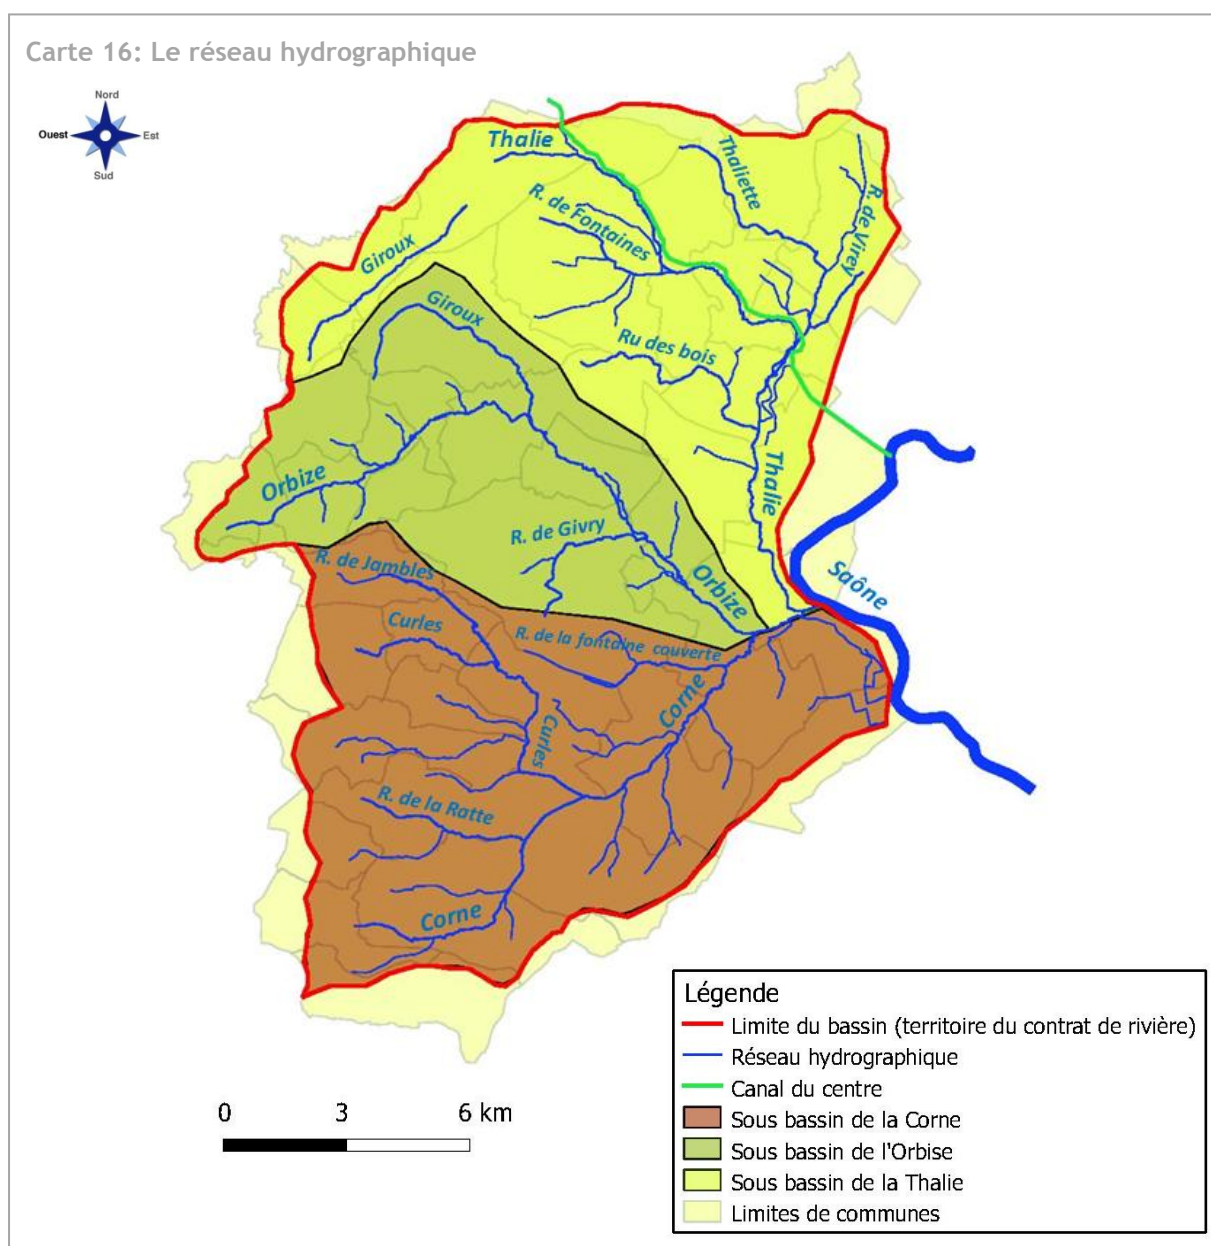 Carte 16: Le réseau hydrographique
Nord
Ouest
Est
Sud
Thalie
Thaliette
R. de Fontaines
R. de Virey
Giroux
Giroux
Ru des bois
Orbize
Thalie
R. de Givry
R. de Jambles
Orbize
Saône
Curles
R. de la fontaine couverte
Corne
Curles
R. de la Ratte
Corne
Légende
Limite du bassin (territoire du contrat de rivière)
Réseau hydrographique
Canal du centre
Sous bassin de la Corne
Sous bassin de l'Orbise
Sous bassin de la Thalie
Limites de communes
0 3 6 km